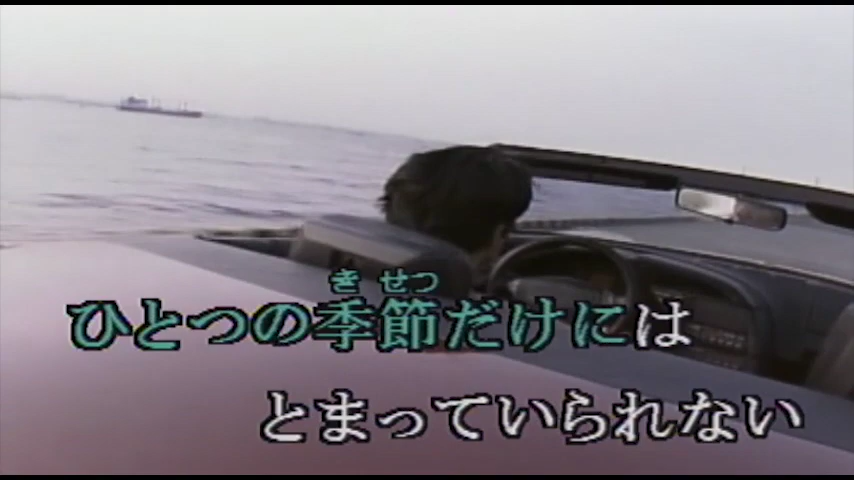 きせつ
ひとつの季節だけには
とまっていられない